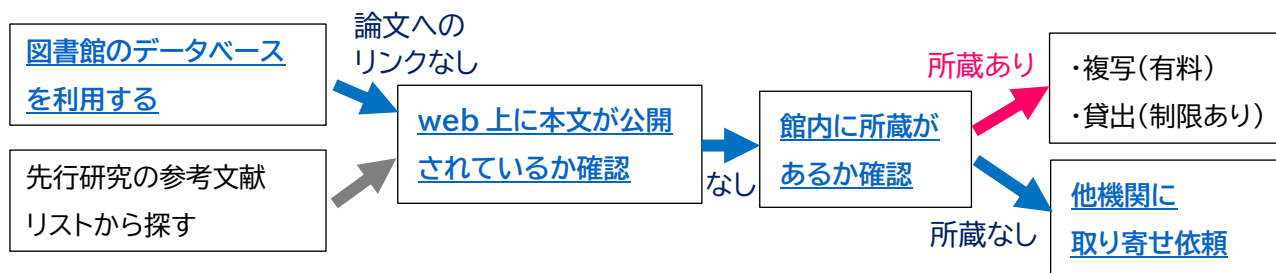 図書館のデータベース
を利用する
先行研究の参考文献
リストから探す
論文への
リンクなし
web 上に本文が公開
されているか確認
なし
館内に所蔵が
あるか確認
所蔵あり
・複写(有料)
・貸出(制限あり)
所蔵なし
他機関に
取り寄せ依頼